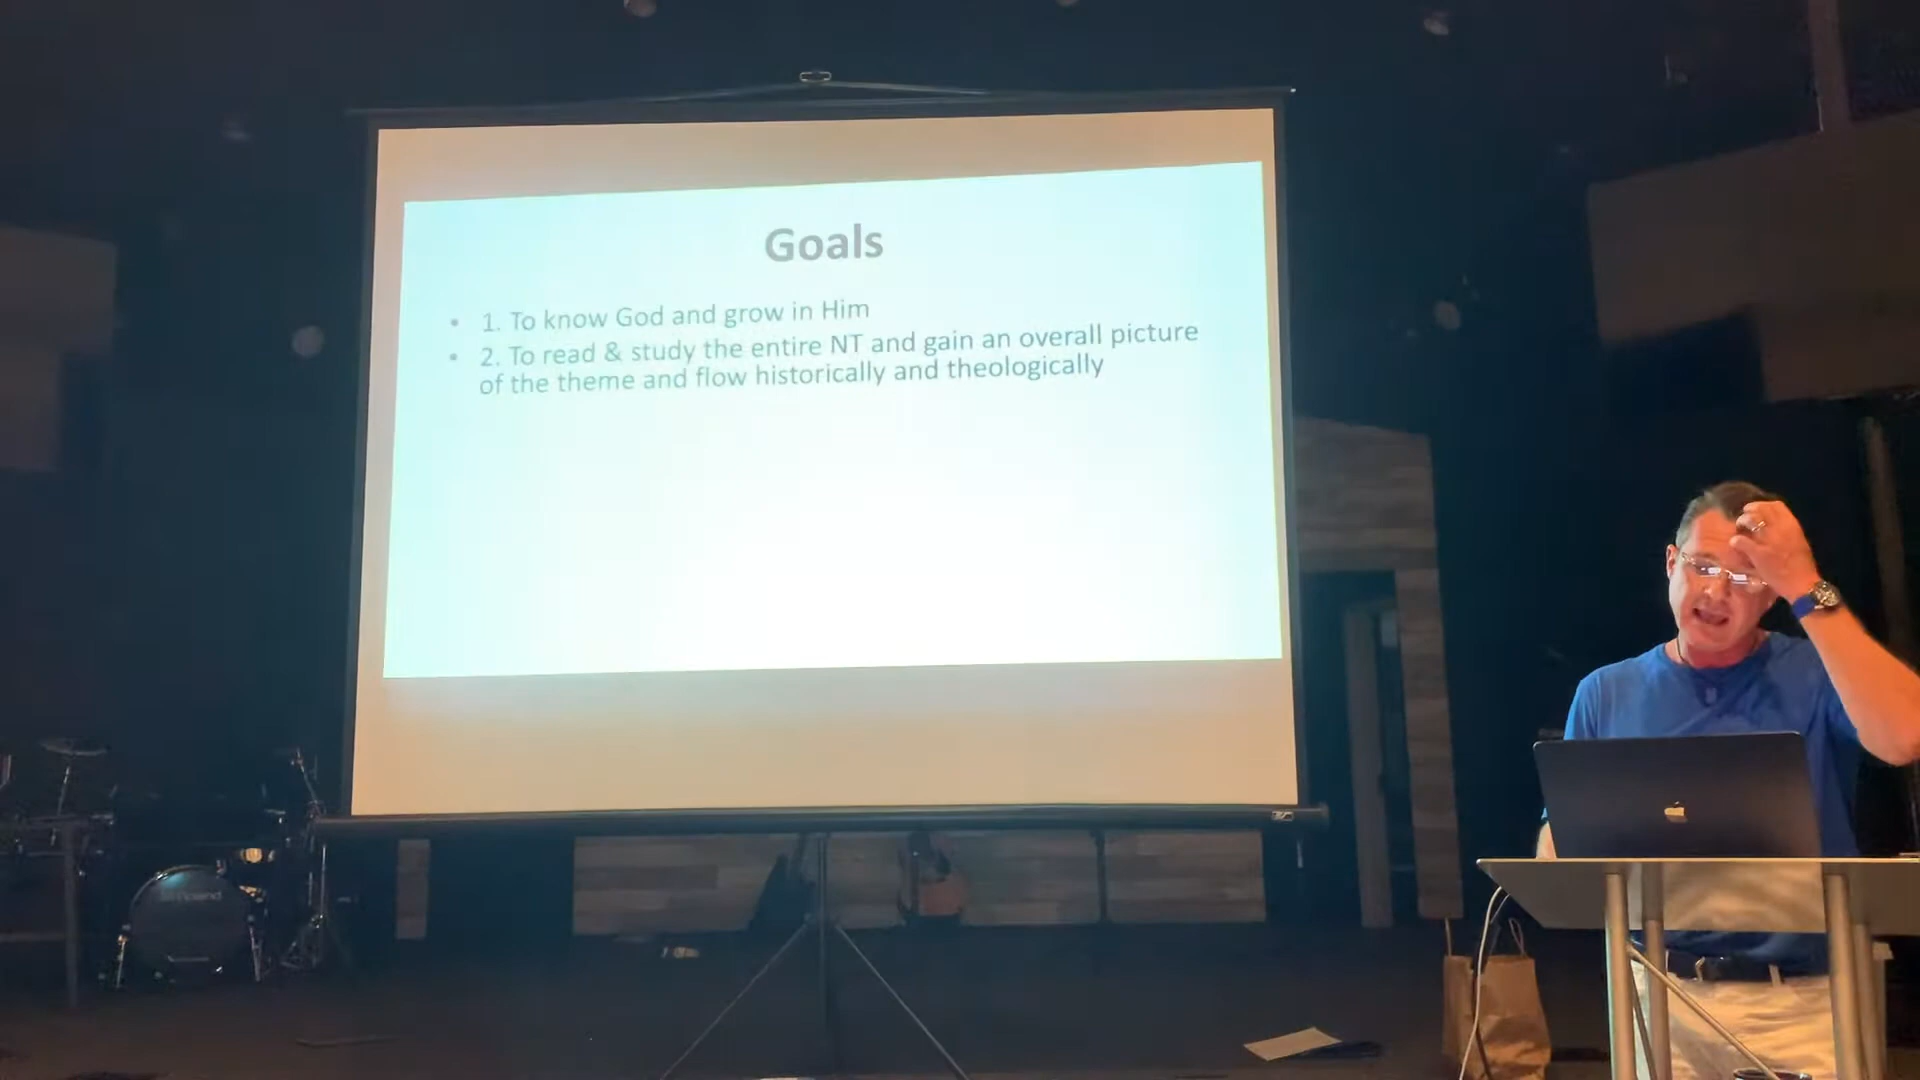 Goals
• 1. To know God and grow in Him
• 2. To read & study the entire NT and gain an overall picture
of the theme and flow historically and theologically
Roland